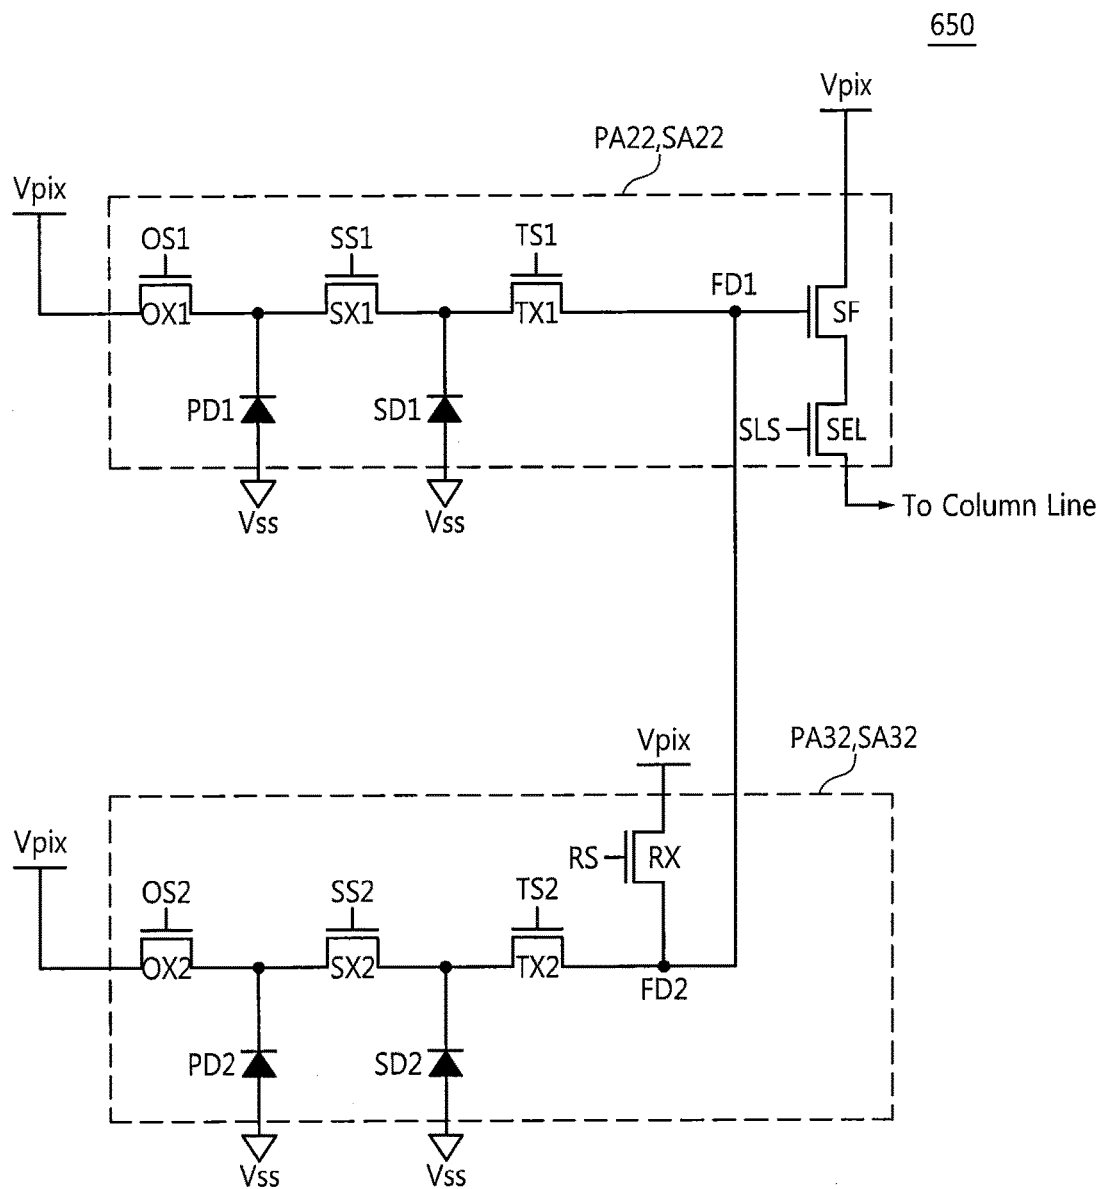 650
Vpix
PA22,SA22
Vpix
OS1
SS1
TS1
FD1
OX1
SX1
TX1
SF
PD1
SD1
SLS
SEL
Vss
Vss
To Column Line
PA32,SA32
Vpix
Vpix
RS
RX
OS2
SS2
TS2
OX2
SX2
TX2
FD2
PD2
SD2
Vss
Vss